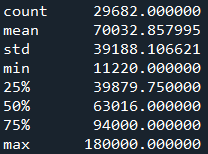 count 29682.000000
mean 70032.857995
std 39188.106621
min 11220.000000
25% 39879.750000
50% 63016.000000
75% 94000.000000
max 180000.000000